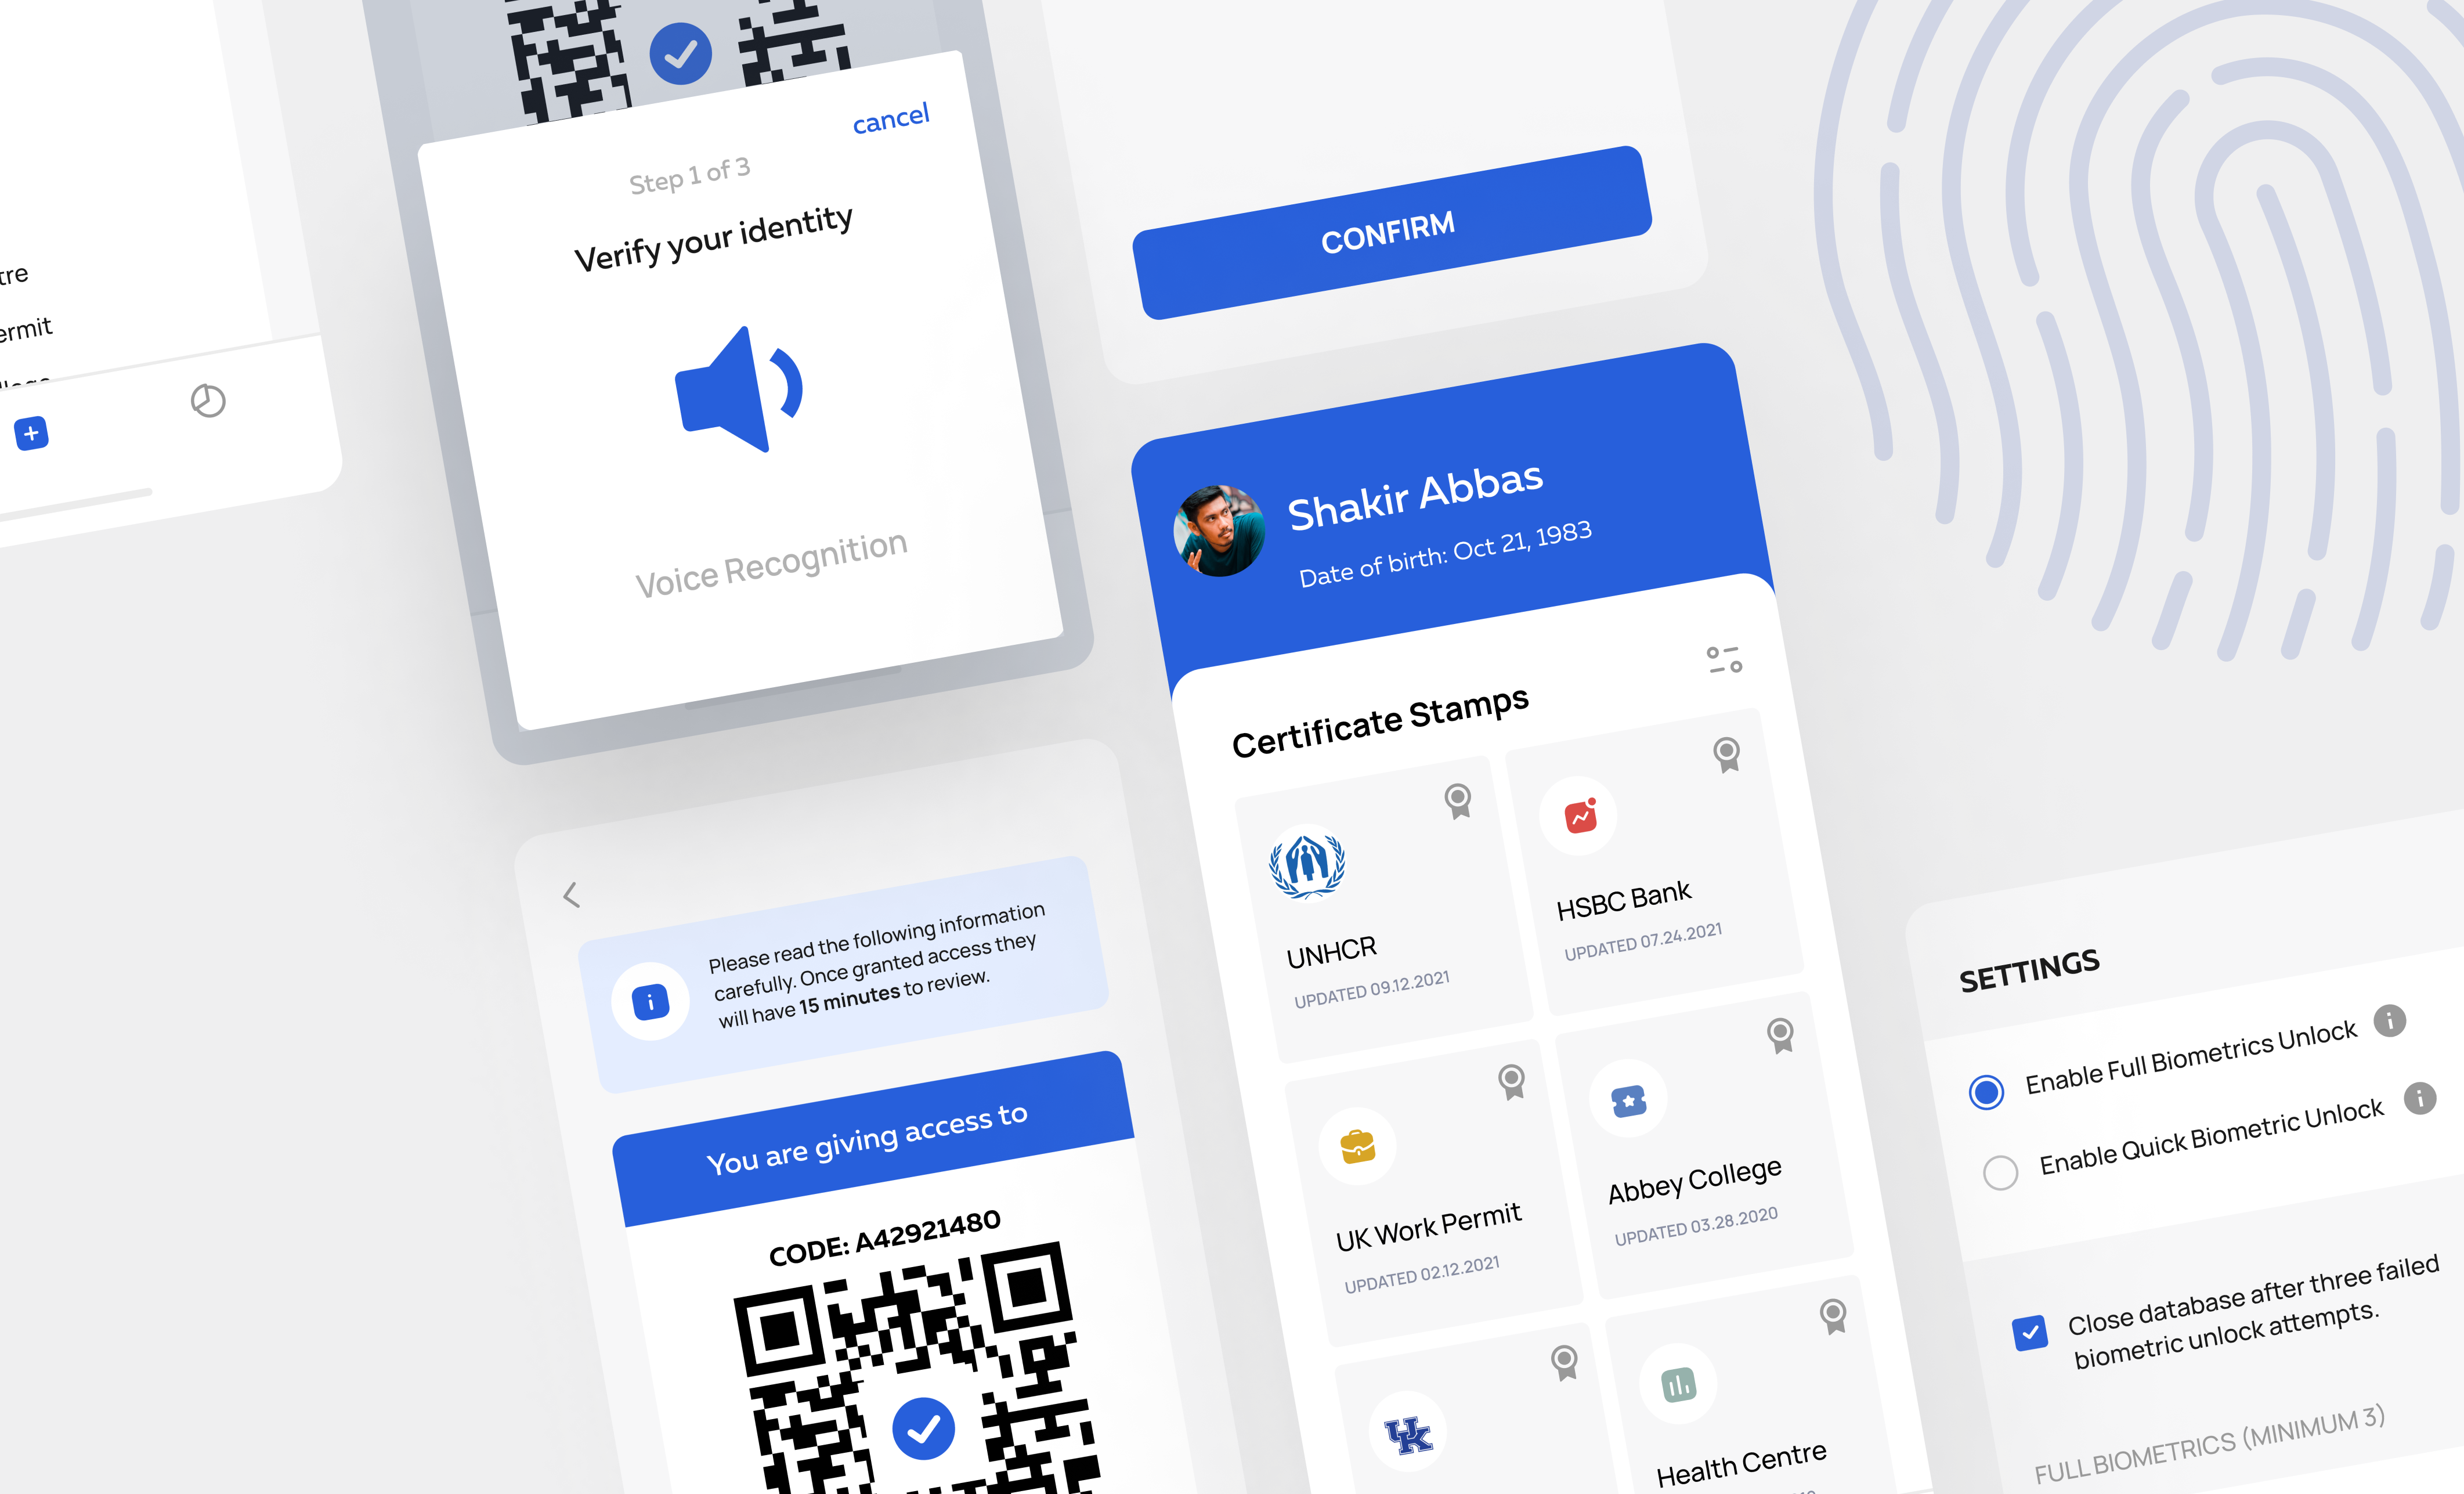 ermit
cancel
Step 1 of 3
Verify your identity
Voice Recognition
CONFIRM
Shakir Abbas
Date of birth: Oct 21, 1983
Certificate Stamps
UNHCR
UPDATED 09.12.2021
HSBC Bank
UPDATED 07.24.2021
UK Work Permit
UPDATED 02.12.2021
Abbey College
UPDATED 03.28.2020
UK
Health Centre
Please read the following information
carefully. Once granted access they
will have 15 minutes to review.
You are giving access to
CODE: A42921480
SETTINGS
Enable Full Biometrics Unlock
Enable Quick Biometric Unlock
Close database after three failed
biometric unlock attempts.
FULL BIOMETRICS (MINIMUM 3)